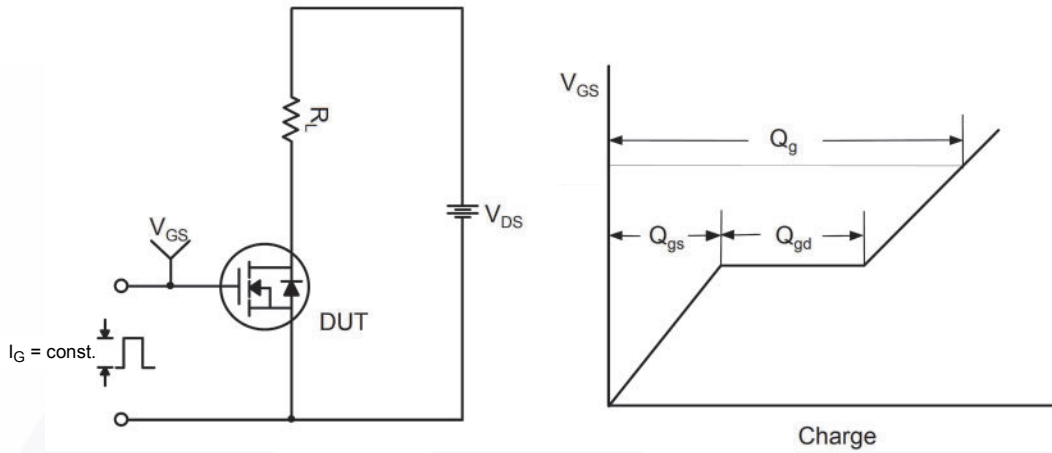 R_L
V_DS
V_GS
DUT
I_G = const.
V_GS
Q_g
Q_gs
Q_gd
Charge